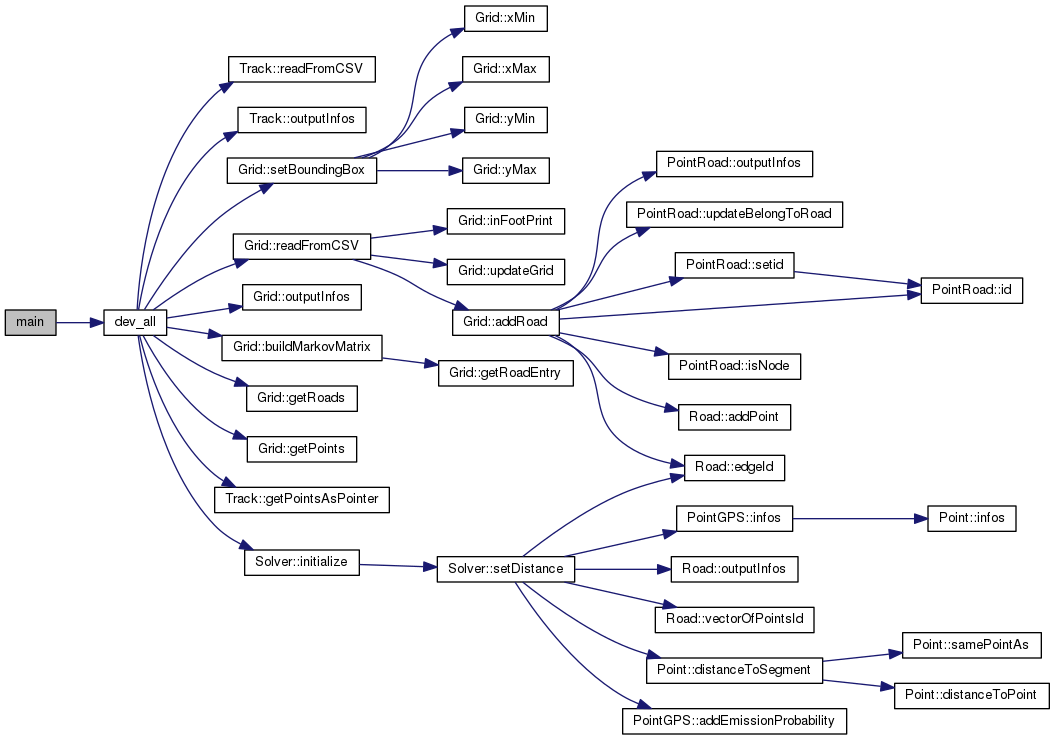 Grid::xMin
Track::readFromCSV
Grid::xMax
Track::outputInfos
Grid::yMin
Grid::setBoundingBox
Grid::yMax
PointRoad::outputInfos
PointRoad::updateBelongToRoad
Grid::inFootPrint
Grid::readFromCSV
PointRoad::setid
Grid::updateGrid
PointRoad::id
Grid::outputInfos
main
dev_all
Grid::addRoad
Grid::buildMarkovMatrix
PointRoad::isNode
Grid::getRoadEntry
Grid::getRoads
Road::addPoint
Grid::getPoints
Road::edgeId
Track::getPointsAsPointer
PointGPS::infos
Point::infos
Solver::initialize
Solver::setDistance
Road::outputInfos
Road::vectorOfPointsId
Point::samePointAs
Point::distanceToSegment
Point::distanceToPoint
PointGPS::addEmissionProbability